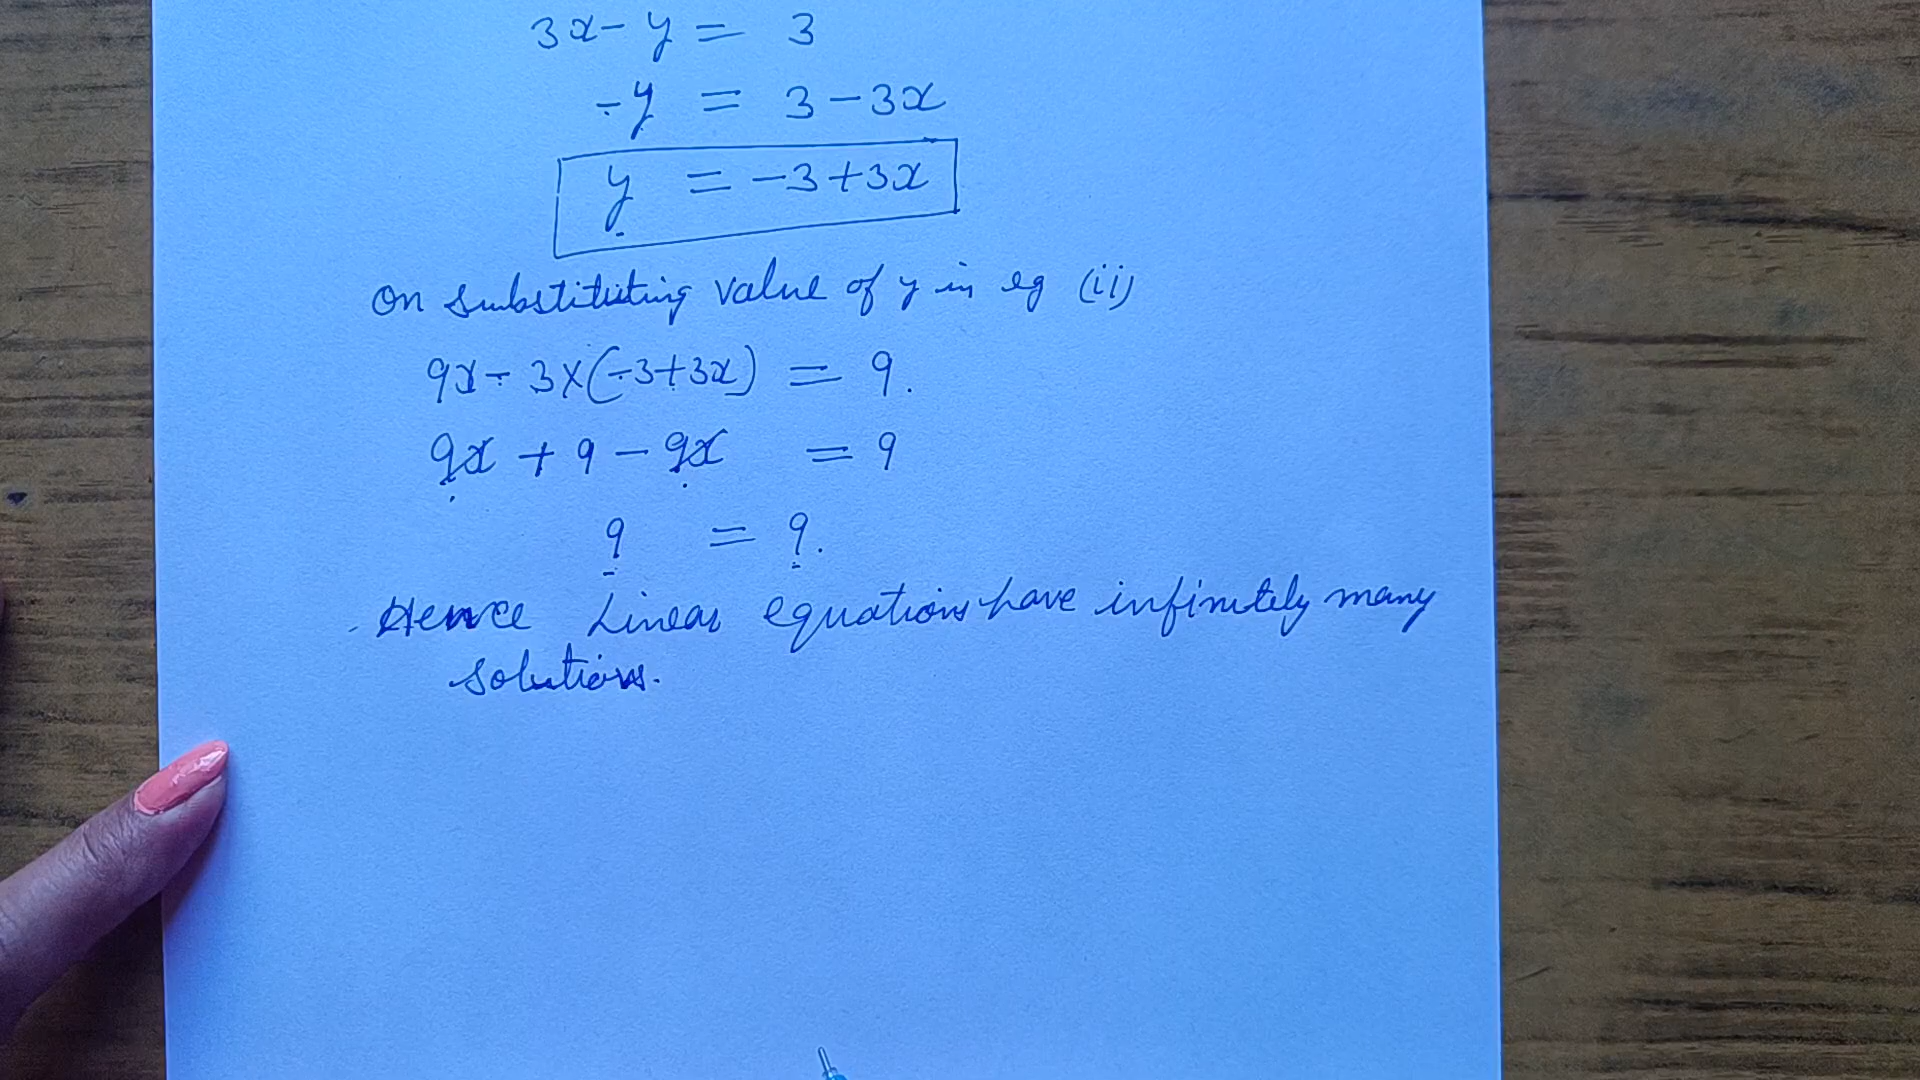 3x - y = 3
-y = 3 - 3x
y = -3 + 3x
On substituting value of y in eq (ii)
9x - 3×(-3+3x) = 9.
9x + 9 - 9x = 9
9 = 9.
Hence Linear equations have infinitely many
solutions.